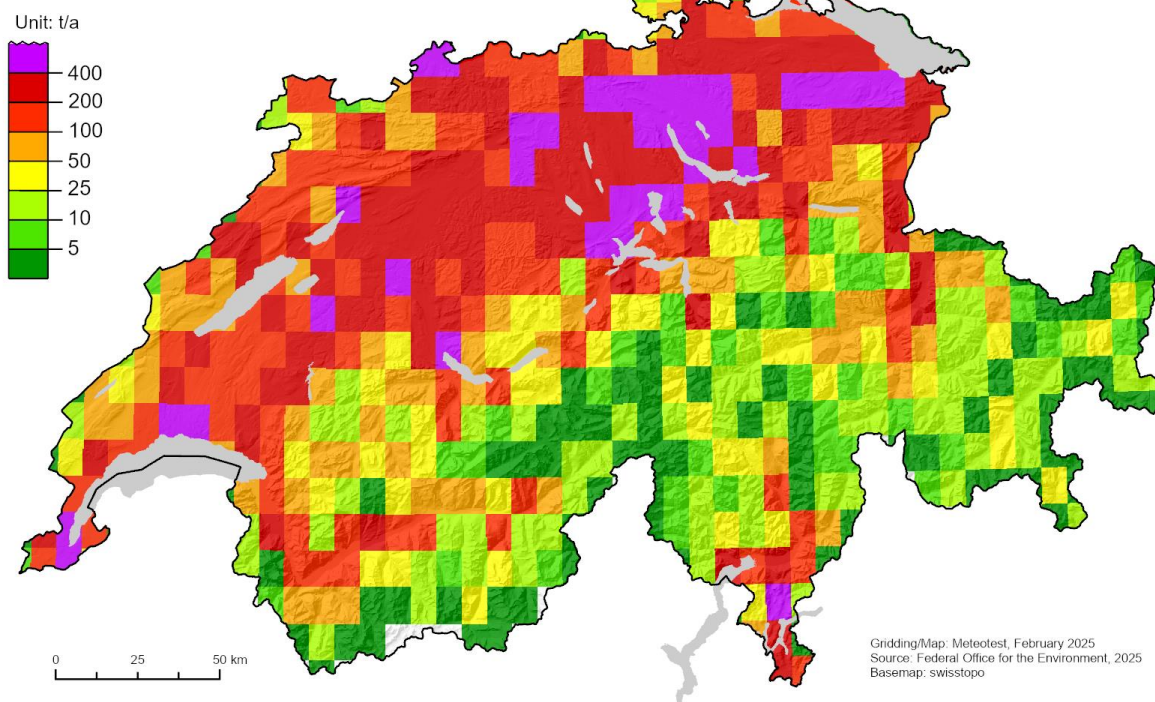 Unit: t/a
400
200
100
50
25
10
5
0 25 50 km
Gridding/Map: Meteotest, February 2025
Source: Federal Office for the Environment, 2025
Basemap: swisstopo